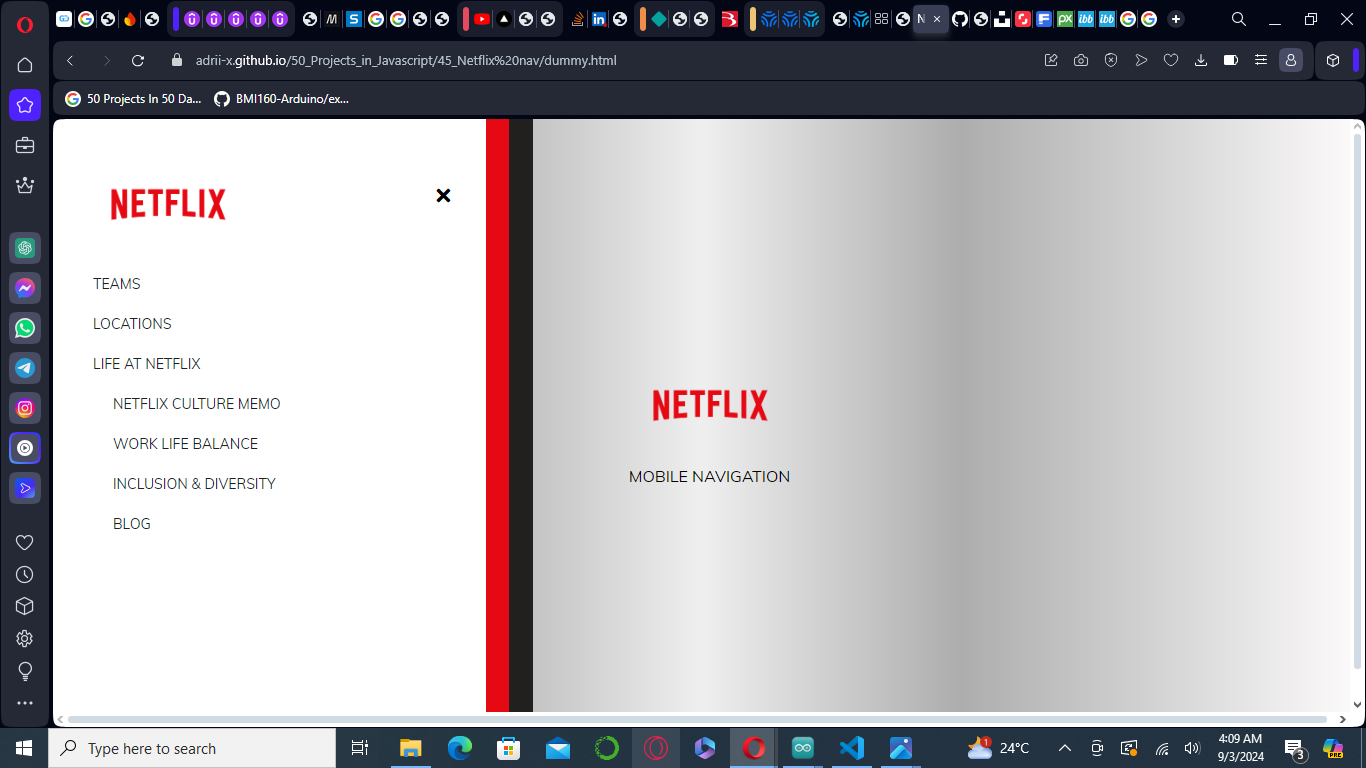 N
adrii-x.github.io/50_Projects_in_Javascript/45_Netflix%20nav/dummy.html
50 Projects In 50 Da...
BMI160-Arduino/ex...
NETFLIX
TEAMS
LOCATIONS
LIFE AT NETFLIX
NETFLIX CULTURE MEMO
WORK LIFE BALANCE
INCLUSION & DIVERSITY
BLOG
NETFLIX
MOBILE NAVIGATION
Type here to search
1
24°C
4:09 AM
9/3/2024
3
PRE